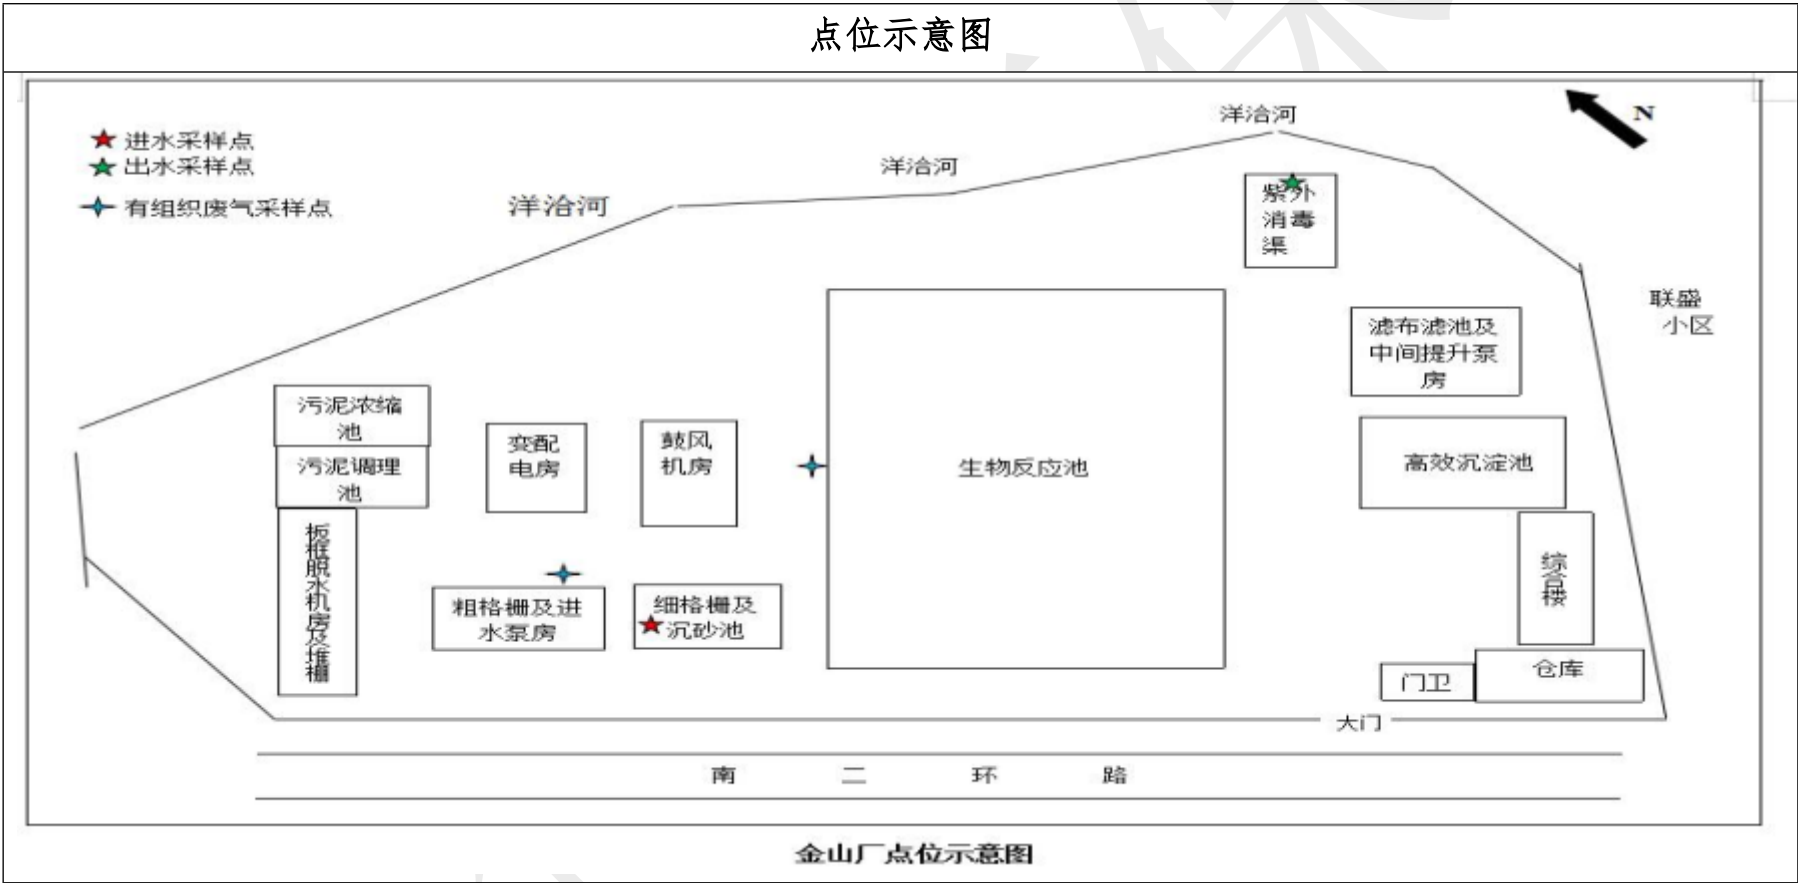 点位示意图
洋洽河
N
进水采样点
出水采样点
洋洽河
有组织废气采样点
洋洽河
紫外
消毒
渠
联盛
小区
滤布滤池及
中间提升泵
房
污泥浓缩
池
变配
电房
鼓风
机房
生物反应池
高效沉淀池
污泥调理
池
板框脱水机房及堆棚
综合楼
粗格栅及进
水泵房
细格栅及
沉砂池
门卫
仓库
大门
南二环路
金山厂点位示意图